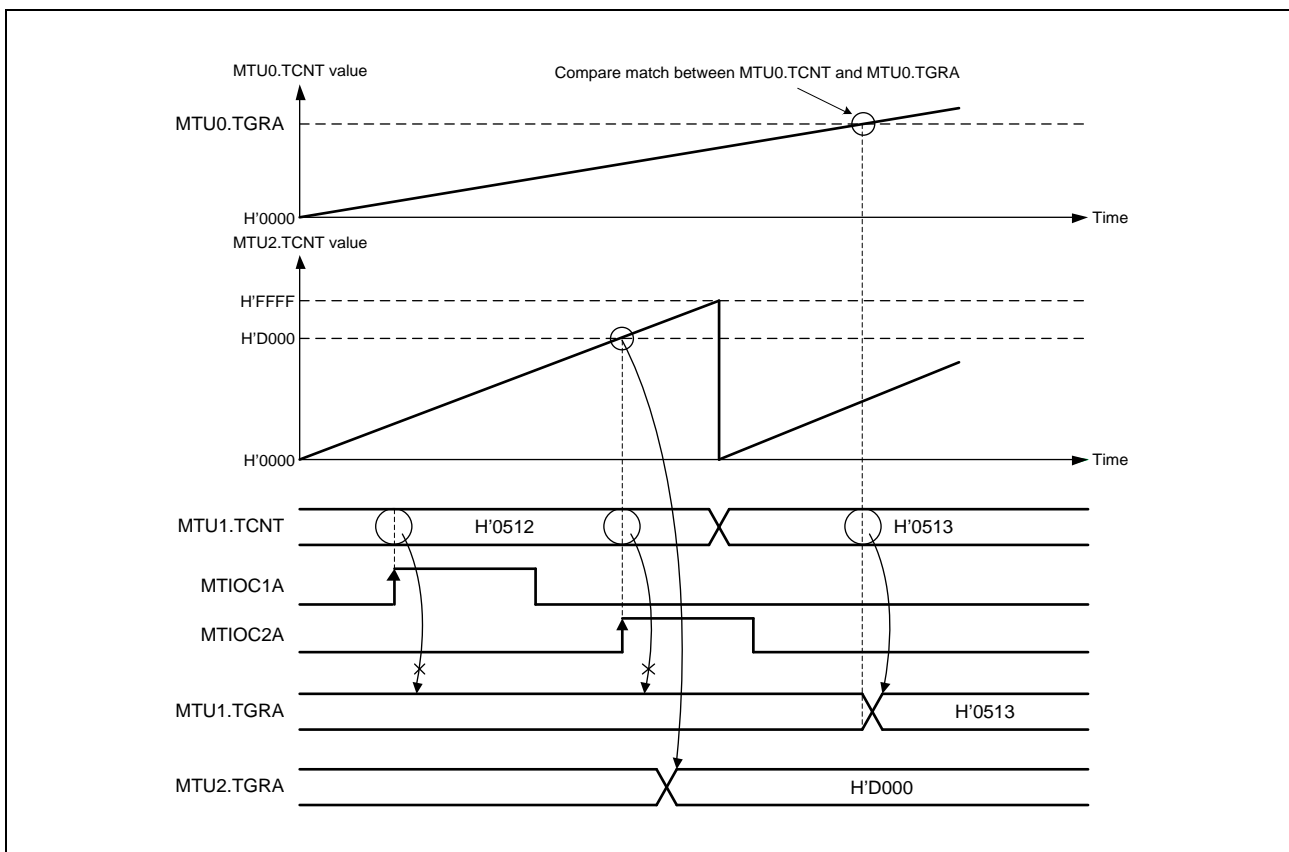 MTU0.TCNT value
Compare match between MTU0.TCNT and MTU0.TGRA
MTU0.TGRA
H'0000
Time
MTU2.TCNT value
H'FFFF
H'D000
H'0000
Time
MTU1.TCNT
H'0512
H'0513
MTIOC1A
MTIOC2A
MTU1.TGRA
H'0513
MTU2.TGRA
H'D000